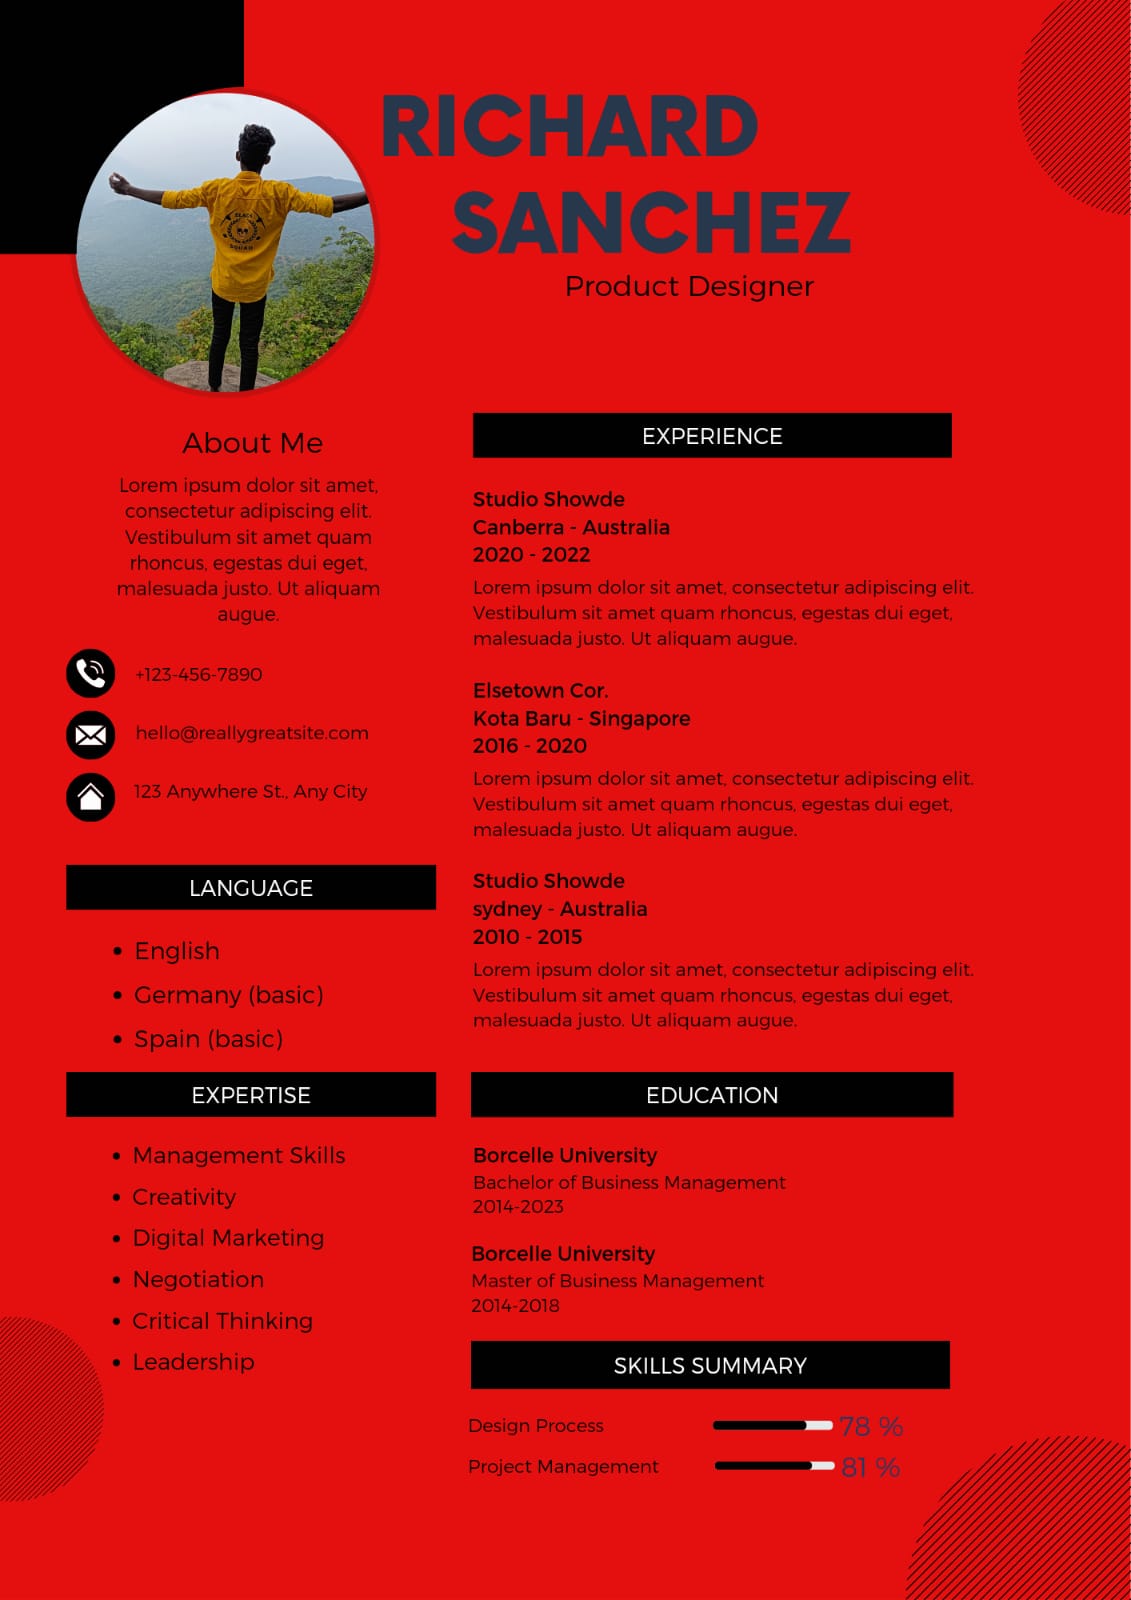 RICHARD
SANCHEZ
Product Designer
About Me
Lorem ipsum dolor sit amet,
consectetur adipiscing elit.
Vestibulum sit amet quam
rhoncus, egestas dui eget,
malesuada justo. Ut aliquam
augue.
+123-456-7890
hello@reallygreatsite.com
123 Anywhere St., Any City
LANGUAGE
English
Germany (basic)
Spain (basic)
EXPERTISE
Management Skills
Creativity
Digital Marketing
Negotiation
Critical Thinking
Leadership
EXPERIENCE
Studio Showde
Canberra - Australia
2020 - 2022
Lorem ipsum dolor sit amet, consectetur adipiscing elit.
Vestibulum sit amet quam rhoncus, egestas dui eget,
malesuada justo. Ut aliquam augue.
Elsetown Cor.
Kota Baru - Singapore
2016 - 2020
Lorem ipsum dolor sit amet, consectetur adipiscing elit.
Vestibulum sit amet quam rhoncus, egestas dui eget,
malesuada justo. Ut aliquam augue.
Studio Showde
sydney - Australia
2010 - 2015
Lorem ipsum dolor sit amet, consectetur adipiscing elit.
Vestibulum sit amet quam rhoncus, egestas dui eget,
malesuada justo. Ut aliquam augue.
EDUCATION
Borcelle University
Bachelor of Business Management
2014-2023
Borcelle University
Master of Business Management
2014-2018
SKILLS SUMMARY
Design Process 78 %
Project Management 81 %